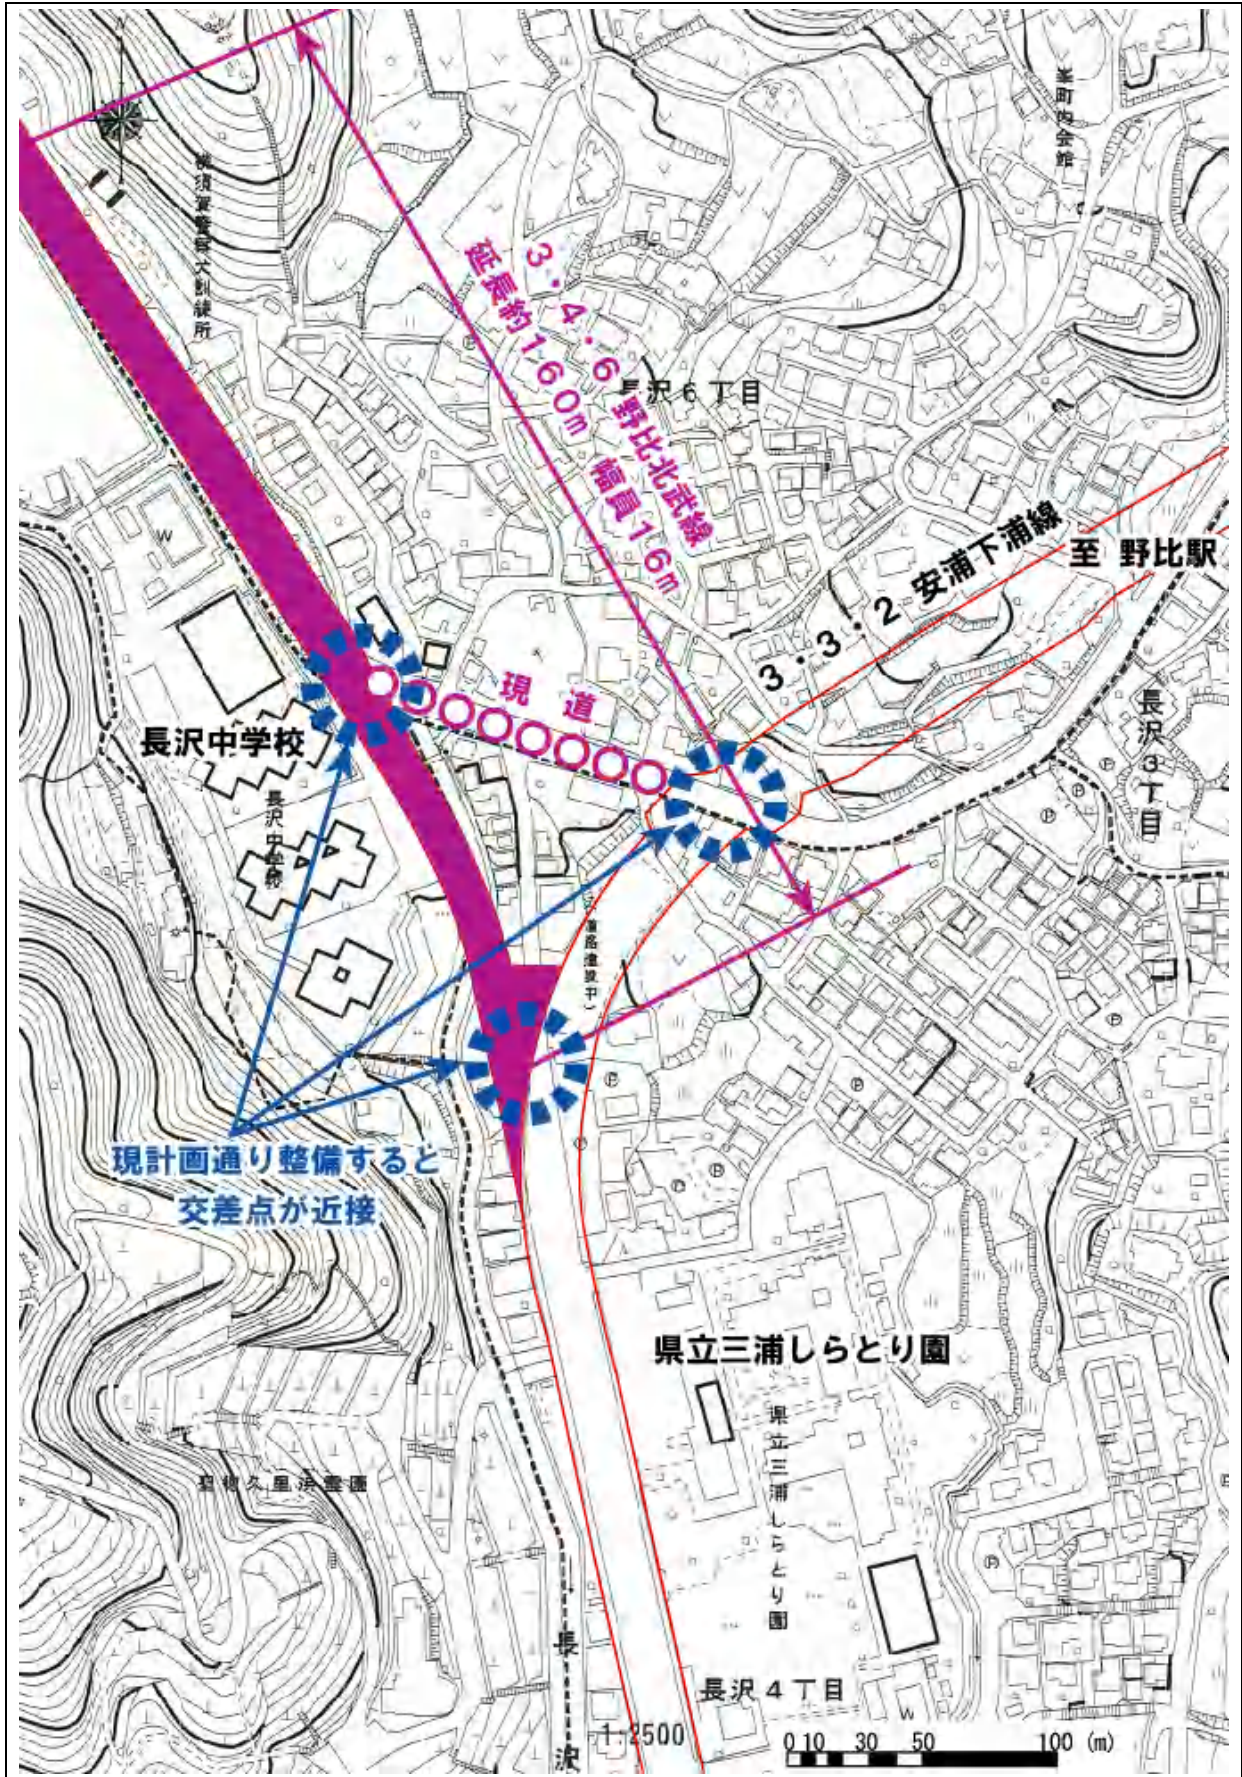 峯町内会館
横須賀警察犬訓練所
3・4・6 野比北武線
延長約160m 幅員16m
長沢6丁目
3・3・2 安浦下浦線
至 野比駅
現 道
長沢3丁目
長沢中学校
長沢中学校
W
現計画通り整備すると
交差点が近接
県立三浦しらとり園
県立三浦しらとり園
長沢4丁目
長沢
W
1:2500
0 10 30 50 100 (m)